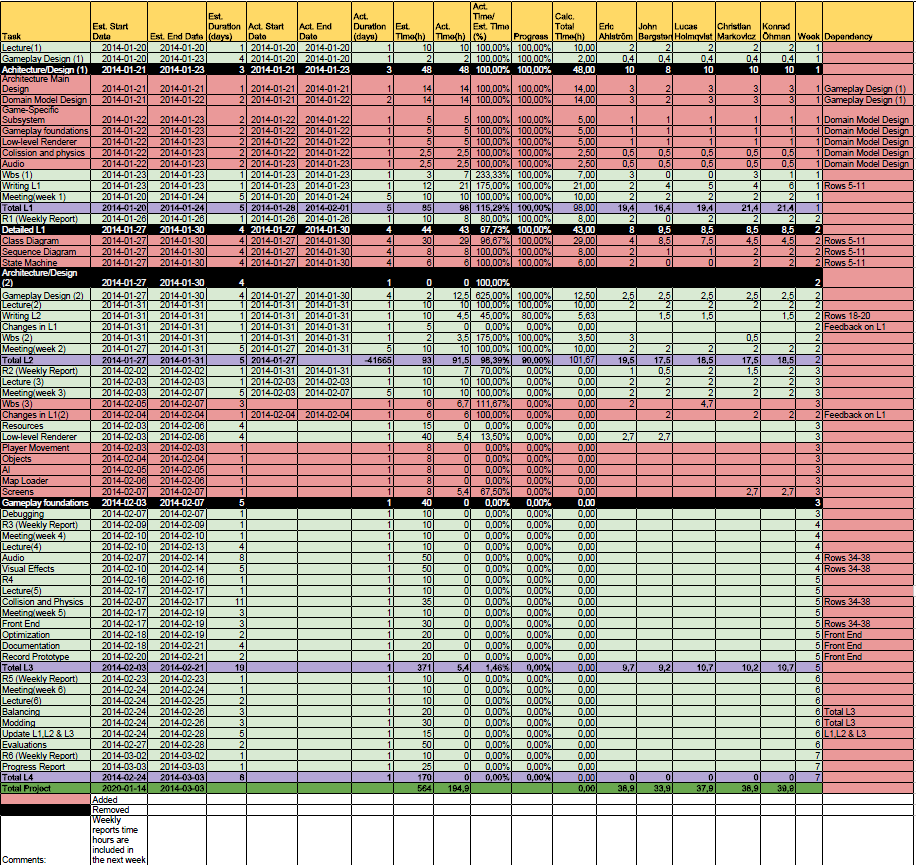 Task Est. Start Date Est. End Date Est. Duration (days) Act. Start Date Act. End Date Act. Duration (days) Est. Time(h) Act. Time(h) Act. Time/ Est. Time (%) Progress Calc. Total Time(h) Eric Ahlström John Bergsten Lucas Holmqvist Christian Markovicz Konrad Öhman Week Dependency
Lecture(1) 2014-01-20 2014-01-20 1 2014-01-20 2014-01-20 1 10 10 100,00% 100,00% 10,00 2 2 2 2 2 1
Gameplay Design (1) 2014-01-20 2014-01-23 4 2014-01-20 2014-01-20 1 2 2 100,00% 100,00% 2,00 0,4 0,4 0,4 0,4 0,4 1
Achitecture/Design (1) 2014-01-21 2014-01-23 3 2014-01-21 2014-01-23 3 48 48 100,00% 100,00% 48,00 10 8 10 10 10 1
Architecture Main Design 2014-01-21 2014-01-21 1 2014-01-21 2014-01-21 1 14 14 100,00% 100,00% 14,00 3 2 3 3 3 1 Gameplay Design (1)
Domain Model Design 2014-01-21 2014-01-22 2 2014-01-21 2014-01-22 2 14 14 100,00% 100,00% 14,00 3 2 3 3 3 1 Gameplay Design (1)
Game-Specific Subsystem 2014-01-22 2014-01-23 2 2014-01-22 2014-01-22 1 5 5 100,00% 100,00% 5,00 1 1 1 1 1 1 Domain Model Design
Gameplay foundations 2014-01-22 2014-01-23 2 2014-01-22 2014-01-22 1 5 5 100,00% 100,00% 5,00 1 1 1 1 1 1 Domain Model Design
Low-level Renderer 2014-01-22 2014-01-23 2 2014-01-22 2014-01-22 1 5 5 100,00% 100,00% 5,00 1 1 1 1 1 1 Domain Model Design
Colission and physics 2014-01-22 2014-01-23 2 2014-01-22 2014-01-22 1 2,5 2,5 100,00% 100,00% 2,50 0,5 0,5 0,5 0,5 0,5 1 Domain Model Design
Audio 2014-01-22 2014-01-23 2 2014-01-22 2014-01-22 1 2,5 2,5 100,00% 100,00% 2,50 0,5 0,5 0,5 0,5 0,5 1 Domain Model Design
Wbs (1) 2014-01-23 2014-01-23 1 2014-01-23 2014-01-23 1 3 7 233,33% 100,00% 7,00 3 0 0 3 1 1
Writing L1 2014-01-23 2014-01-23 1 2014-01-23 2014-01-23 1 12 21 175,00% 100,00% 21,00 2 4 5 4 6 1 Rows 5-11
Meeting(week 1) 2014-01-20 2014-01-24 5 2014-01-20 2014-01-24 5 10 10 100,00% 100,00% 10,00 2 2 2 2 2 1
Total L1 2014-01-20 2014-01-24 5 2014-01-28 2014-02-01 5 85 98 115,29% 100,00% 98,00 19,4 16,4 19,4 21,4 21,4 1
R1 (Weekly Report) 2014-01-26 2014-01-26 1 2014-01-26 2014-01-26 1 10 8 80,00% 100,00% 8,00 2 0 2 2 2 2
Detailed L1 2014-01-27 2014-01-30 4 2014-01-27 2014-01-30 4 44 43 97,73% 100,00% 43,00 8 9,5 8,5 8,5 8,5 2
Class Diagram 2014-01-27 2014-01-30 4 2014-01-27 2014-01-30 4 30 29 96,67% 100,00% 29,00 4 8,5 7,5 4,5 4,5 2 Rows 5-11
Sequence Diagram 2014-01-27 2014-01-30 4 2014-01-27 2014-01-30 4 8 8 100,00% 100,00% 8,00 2 1 1 2 2 2 Rows 5-11
State Machine 2014-01-27 2014-01-30 4 2014-01-27 2014-01-30 4 6 6 100,00% 100,00% 6,00 2 0 0 2 2 2 Rows 5-11
Architecture/Design (2) 2014-01-27 2014-01-30 4 1 0 0 100,00% 2
Gameplay Design (2) 2014-01-27 2014-01-30 4 2014-01-27 2014-01-30 4 2 12,5 625,00% 100,00% 12,50 2,5 2,5 2,5 2,5 2,5 2
Lecture(2) 2014-01-31 2014-01-31 1 2014-01-31 2014-01-31 1 10 10 100,00% 100,00% 10,00 2 2 2 2 2 2
Writing L2 2014-01-31 2014-01-31 1 2014-01-31 2014-01-31 1 10 4,5 45,00% 80,00% 5,63 1,5 1,5 1,5 2 Rows 18-20
Changes in L1 2014-01-31 2014-01-31 1 2014-01-31 2014-01-31 1 5 0 0,00% 0,00% 0,00 2 Feedback on L1
Wbs (2) 2014-01-31 2014-01-31 1 2014-01-31 2014-01-31 1 2 3,5 175,00% 100,00% 3,50 3 0,5 2
Meeting(week 2) 2014-01-27 2014-01-31 5 2014-01-27 2014-01-31 5 10 10 100,00% 100,00% 10,00 2 2 2 2 2 2
Total L2 2014-01-27 2014-01-31 5 2014-01-27 -41665 93 91,5 98,39% 90,00% 101,67 19,5 17,5 18,5 17,5 18,5 2
R2 (Weekly Report) 2014-02-02 2014-02-02 1 2014-01-31 2014-01-31 1 10 7 70,00% 0,00% 0,00 1 0,5 2 1,5 2 3
Lecture (3) 2014-02-03 2014-02-03 1 2014-02-03 2014-02-03 1 10 10 100,00% 0,00% 0,00 2 2 2 2 2 3
Meeting(week 3) 2014-02-03 2014-02-07 5 2014-02-03 2014-02-07 5 10 10 100,00% 0,00% 0,00 2 2 2 2 2 3
Wbs (3) 2014-02-05 2014-02-07 3 1 6 6,7 111,67% 0,00% 0,00 2 4,7 3
Changes in L1(2) 2014-02-04 2014-02-04 1 2014-02-04 2014-02-04 1 6 6 100,00% 0,00% 0,00 2 2 2 2 Feedback on L1
Resources 2014-02-03 2014-02-06 4 1 15 0 0,00% 0,00% 0,00 3
Low-level Renderer 2014-02-03 2014-02-06 4 1 40 5,4 13,50% 0,00% 0,00 2,7 2,7 3
Player Movement 2014-02-03 2014-02-03 1 1 8 0 0,00% 0,00% 0,00 3
Objects 2014-02-04 2014-02-04 1 1 8 0 0,00% 0,00% 0,00 3
AI 2014-02-05 2014-02-05 1 1 8 0 0,00% 0,00% 0,00 3
Map Loader 2014-02-06 2014-02-06 1 1 8 0 0,00% 0,00% 0,00 3
Screens 2014-02-07 2014-02-07 1 1 8 5,4 67,50% 0,00% 0,00 2,7 2,7 3
Gameplay foundations 2014-02-03 2014-02-07 5 1 40 0 0,00% 0,00% 0,00 3
Debugging 2014-02-07 2014-02-07 1 1 10 0 0,00% 0,00% 0,00 3
R3 (Weekly Report) 2014-02-09 2014-02-09 1 1 10 0 0,00% 0,00% 0,00 4
Meeting(week 4) 2014-02-10 2014-02-10 1 1 10 0 0,00% 0,00% 0,00 4
Lecture(4) 2014-02-10 2014-02-13 4 1 10 0 0,00% 0,00% 0,00 4
Audio 2014-02-07 2014-02-14 8 1 50 0 0,00% 0,00% 0,00 4 Rows 34-38
Visual Effects 2014-02-10 2014-02-14 5 1 50 0 0,00% 0,00% 0,00 4 Rows 34-38
R4 2014-02-16 2014-02-16 1 1 10 0 0,00% 0,00% 0,00 5
Lecture(5) 2014-02-17 2014-02-17 1 1 10 0 0,00% 0,00% 0,00 5
Collision and Physics 2014-02-07 2014-02-17 11 1 35 0 0,00% 0,00% 0,00 5 Rows 34-38
Meeting(week 5) 2014-02-17 2014-02-19 3 1 10 0 0,00% 0,00% 0,00 5
Front End 2014-02-17 2014-02-19 3 1 30 0 0,00% 0,00% 0,00 5 Rows 34-38
Optimization 2014-02-18 2014-02-19 2 1 20 0 0,00% 0,00% 0,00 5 Front End
Documentation 2014-02-18 2014-02-21 4 1 20 0 0,00% 0,00% 0,00 5 Front End
Record Prototype 2014-02-20 2014-02-21 2 1 20 0 0,00% 0,00% 0,00 5 Front End
Total L3 2014-02-03 2014-02-21 19 1 371 5,4 1,46% 0,00% 0,00 9,7 9,2 10,7 10,2 10,7 5
R5 (Weekly Report) 2014-02-23 2014-02-23 1 1 10 0 0,00% 0,00% 0,00 6
Meeting(week 6) 2014-02-24 2014-02-24 1 1 10 0 0,00% 0,00% 0,00 6
Lecture(6) 2014-02-24 2014-02-25 2 1 10 0 0,00% 0,00% 0,00 6
Balancing 2014-02-24 2014-02-26 3 1 20 0 0,00% 0,00% 0,00 6 Total L3
Modding 2014-02-24 2014-02-26 3 1 30 0 0,00% 0,00% 0,00 6 Total L3
Update L1,L2 & L3 2014-02-24 2014-02-28 5 1 15 0 0,00% 0,00% 0,00 6 L1,L2 & L3
Evaluations 2014-02-27 2014-02-28 2 1 50 0 0,00% 0,00% 0,00 6
R6 (Weekly Report) 2014-03-02 2014-03-02 1 1 10 0 0,00% 0,00% 0,00 7
Progress Report 2014-03-03 2014-03-03 1 1 25 0 0,00% 0,00% 0,00 7
Total L4 2014-02-24 2014-03-03 8 1 170 0 0,00% 0,00% 0,00 0 0 0 0 0 7
Total Project 2020-01-14 2014-03-03 564 194,9 0,00 38,9 33,9 37,9 38,9 39,9
Added
Removed
Comments: Weekly reports time hours are included in the next week